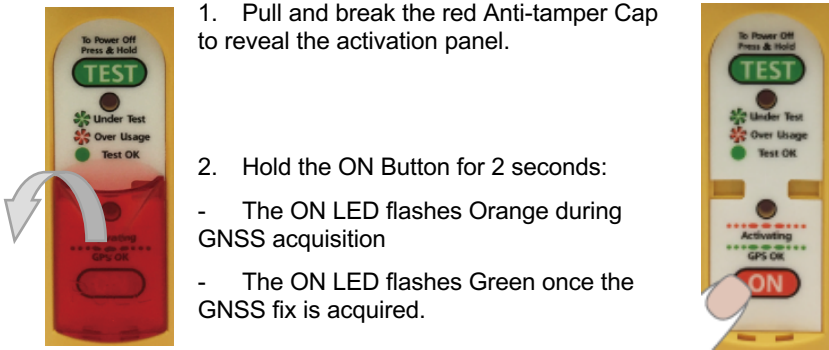 To Power Off
Press & Hold
TEST
Under Test
Over Usage
Test OK
GPS OK
1. Pull and break the red Anti-tamper Cap
to reveal the activation panel.
2. Hold the ON Button for 2 seconds:
- The ON LED flashes Orange during
GNSS acquisition
- The ON LED flashes Green once the
GNSS fix is acquired.
To Power Off
Press & Hold
TEST
Under Test
Over Usage
Test OK
Activating
GPS OK
ON